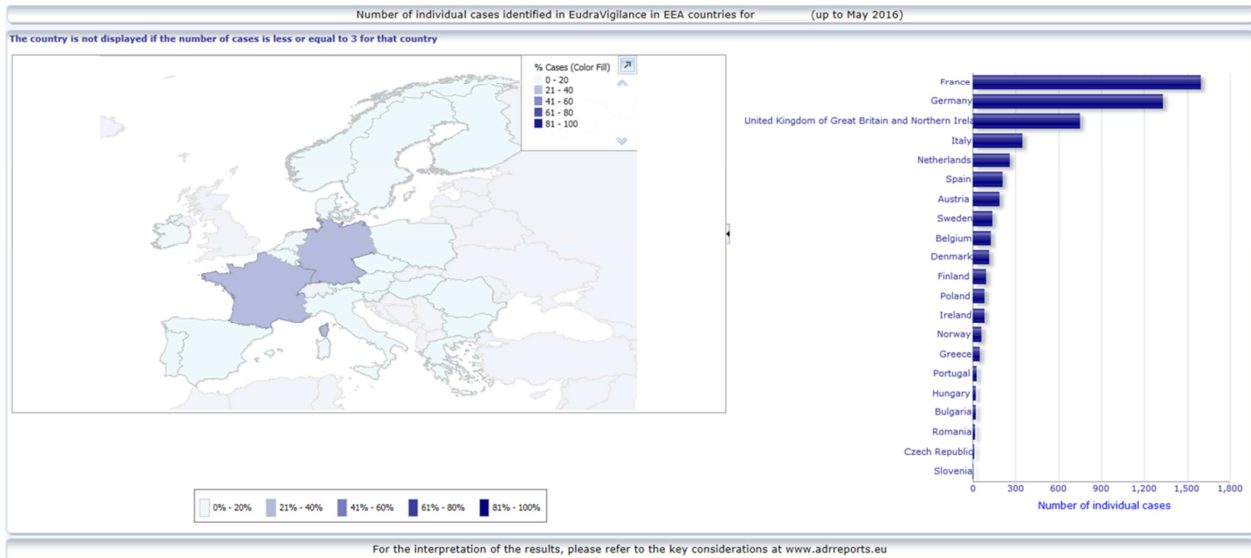 Number of individual cases identified in EudraVigilance in EEA countries for (up to May 2016)
The country is not displayed if the number of cases is less or equal to 3 for that country
% Cases (Color Fill)
0 - 20
21 - 40
41 - 60
61 - 80
81 - 100
France
Germany
United Kingdom of Great Britain and Northern Irela
Italy
Netherlands
Spain
Austria
Sweden
Belgium
Denmark
Finland
Poland
Ireland
Norway
Greece
Portugal
Hungary
Bulgaria
Romania
Czech Republic
Slovenia
0 300 600 900 1,200 1,500 1,800
Number of individual cases
0% - 20% 21% - 40% 41% - 60% 61% - 80% 81% - 100%
For the interpretation of the results, please refer to the key considerations at www.adrreports.eu